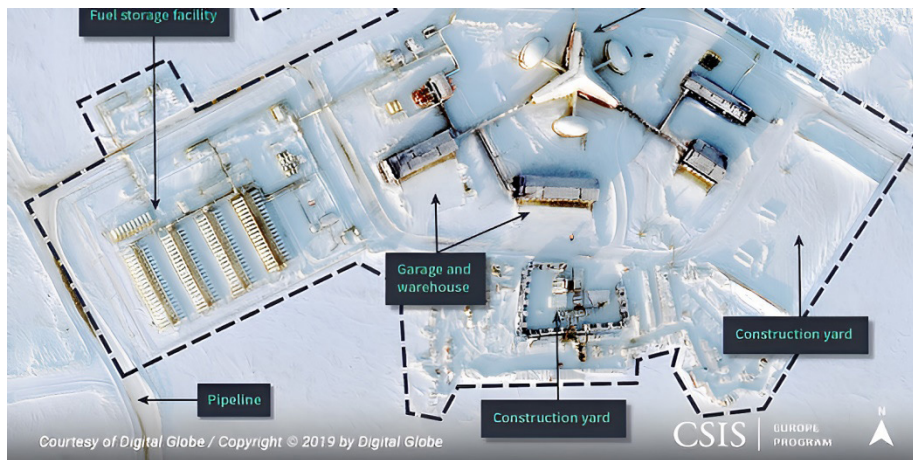 Fuel storage facility
Garage and
warehouse
Construction yard
Pipeline
Construction yard
Courtesy of Digital Globe / Copyright © 2019 by Digital Globe
CSIS
EUROPE
PROGRAM
N